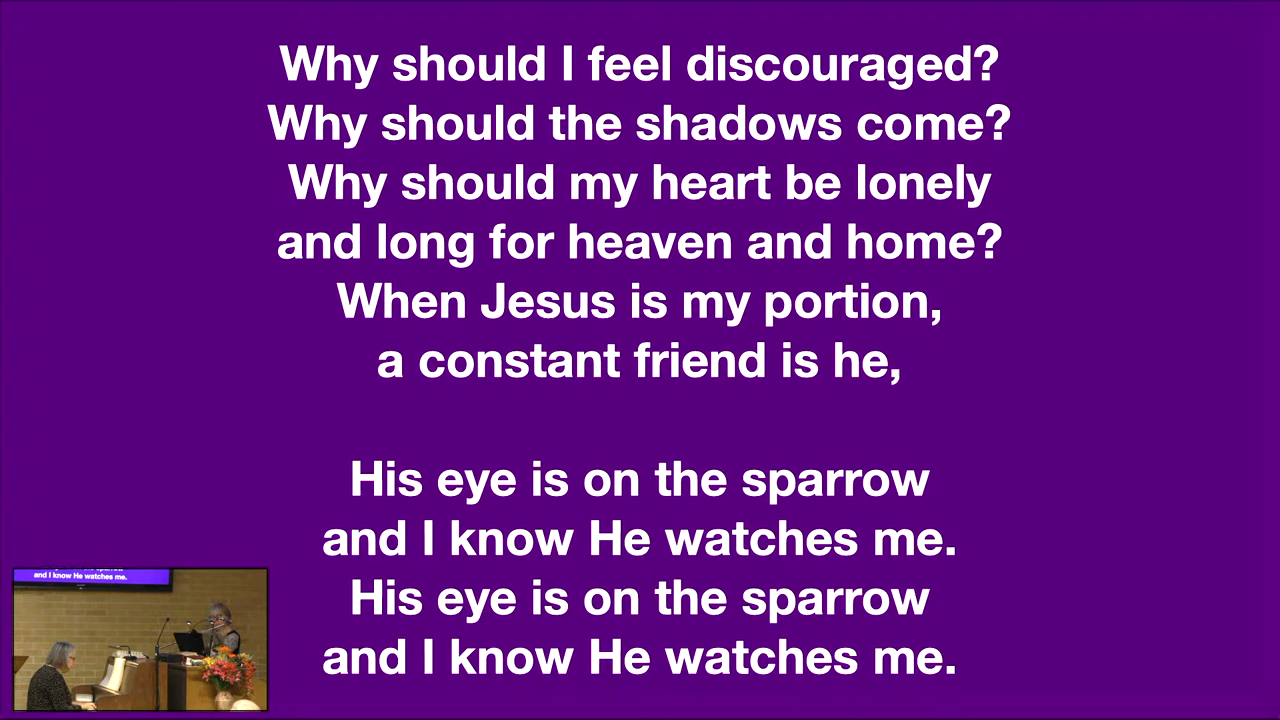 Why should I feel discouraged?
Why should the shadows come?
Why should my heart be lonely
and long for heaven and home?
When Jesus is my portion,
a constant friend is he,
His eye is on the sparrow
and I know He watches me.
His eye is on the sparrow
and I know He watches me.
and I know He watches me.